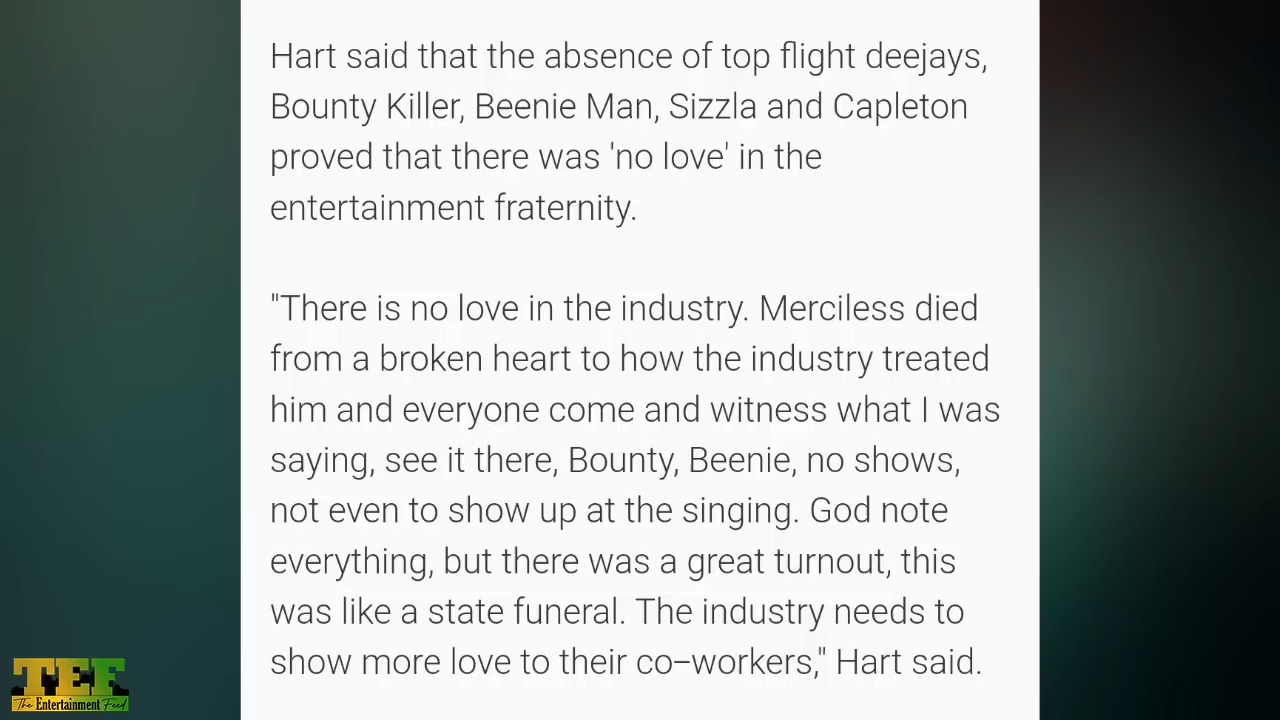 Hart said that the absence of top flight deejays,
Bounty Killer, Beenie Man, Sizzla and Capleton
proved that there was 'no love' in the
entertainment fraternity.
"There is no love in the industry. Merciless died
from a broken heart to how the industry treated
him and everyone come and witness what I was
saying, see it there, Bounty, Beenie, no shows,
not even to show up at the singing. God note
everything, but there was a great turnout, this
was like a state funeral. The industry needs to
show more love to their co–workers," Hart said.
TEF
The Entertainment Feed